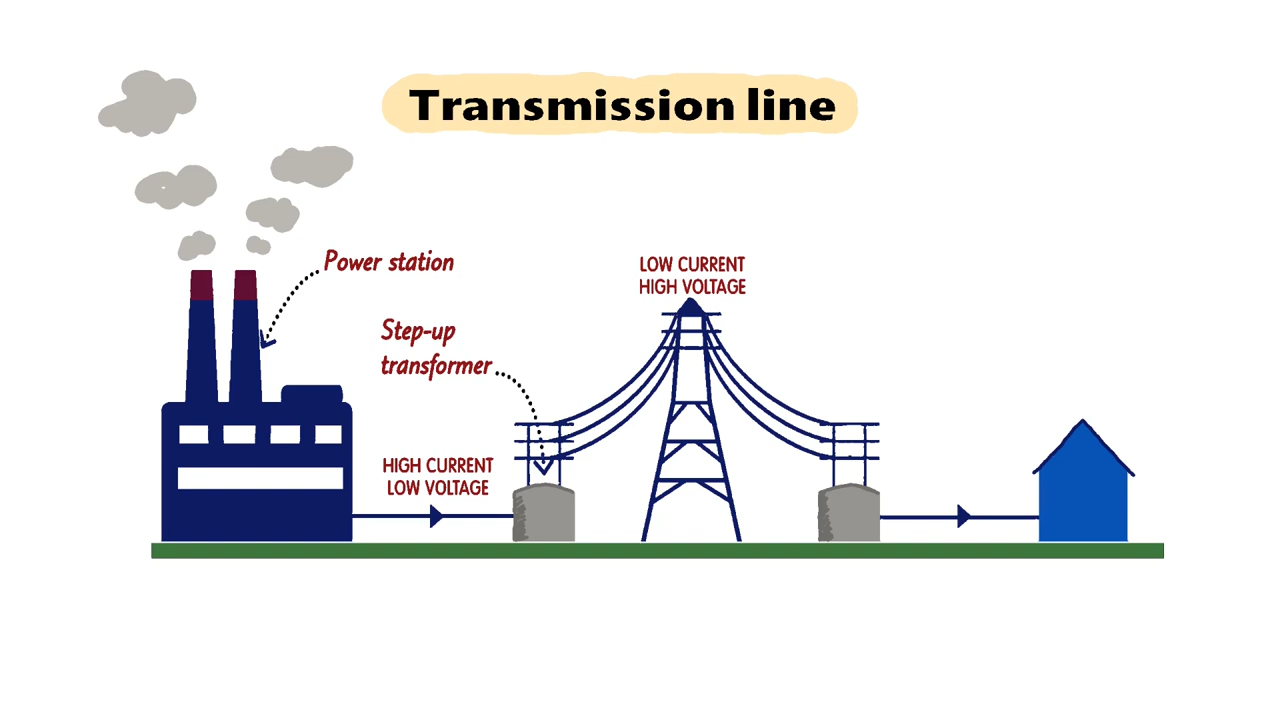 Transmission line
Power station
LOW CURRENT
HIGH VOLTAGE
Step-up
transformer
HIGH CURRENT
LOW VOLTAGE